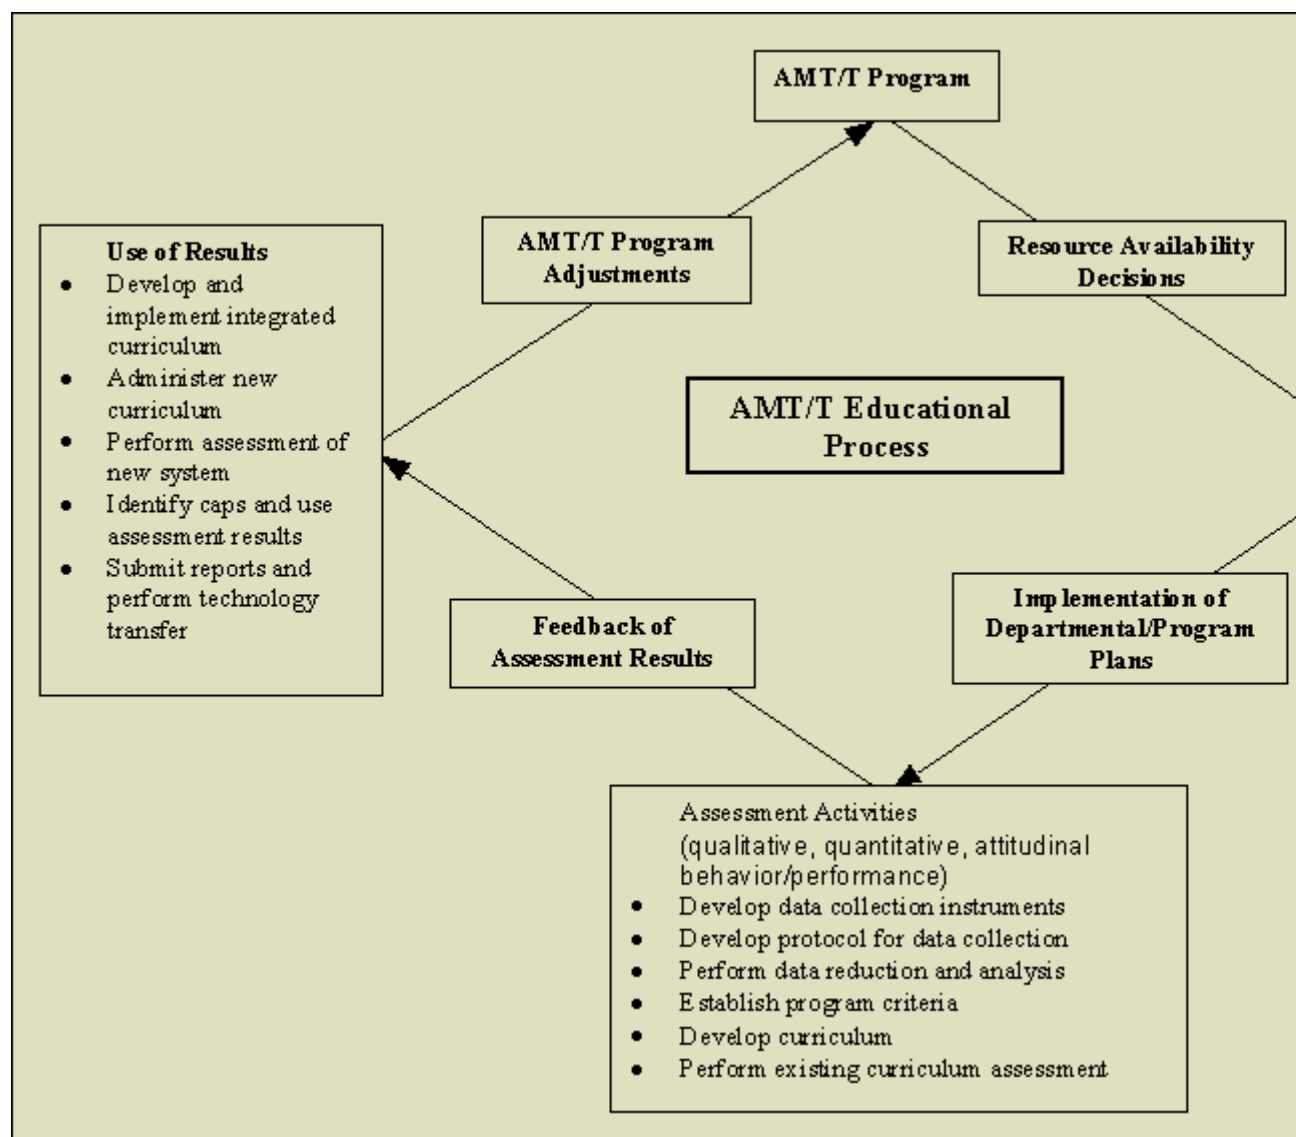 AMT/T Program
AMT/T Program
Adjustments
Resource Availability
Decisions
Use of Results
● Develop and
implement integrated
curriculum
● Administer new
curriculum
● Perform assessment of
new system
● Identify caps and use
assessment results
● Submit reports and
perform technology
transfer
AMT/T Educational
Process
Feedback of
Assessment Results
Implementation of
Departmental/Program
Plans
Assessment Activities
(qualitative, quantitative, attitudinal
behavior/performance)
● Develop data collection instruments
● Develop protocol for data collection
● Perform data reduction and analysis
● Establish program criteria
● Develop curriculum
● Perform existing curriculum assessment